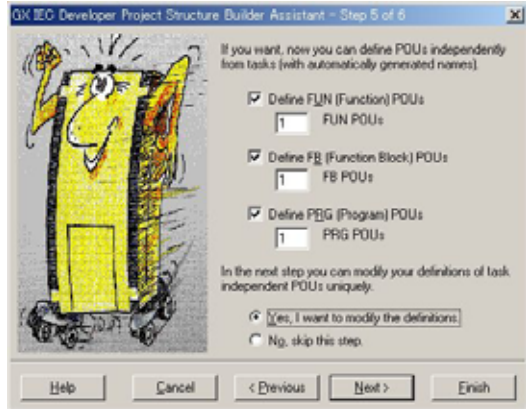 GX IEC Developer Project Structure Builder Assistant - Step 5 of 6
If you want, now you can define POUs independently
from tasks (with automatically generated names).
Define FUN (Function) POUs
1 FUN POUs
Define FB (Function Block) POUs
1 FB POUs
Define PRG (Program) POUs
1 PRG POUs
In the next step you can modify your definitions of task
independent POUs uniquely.
Yes, I want to modify the definitions.
No, skip this step.
Help Cancel < Previous Next > Finish